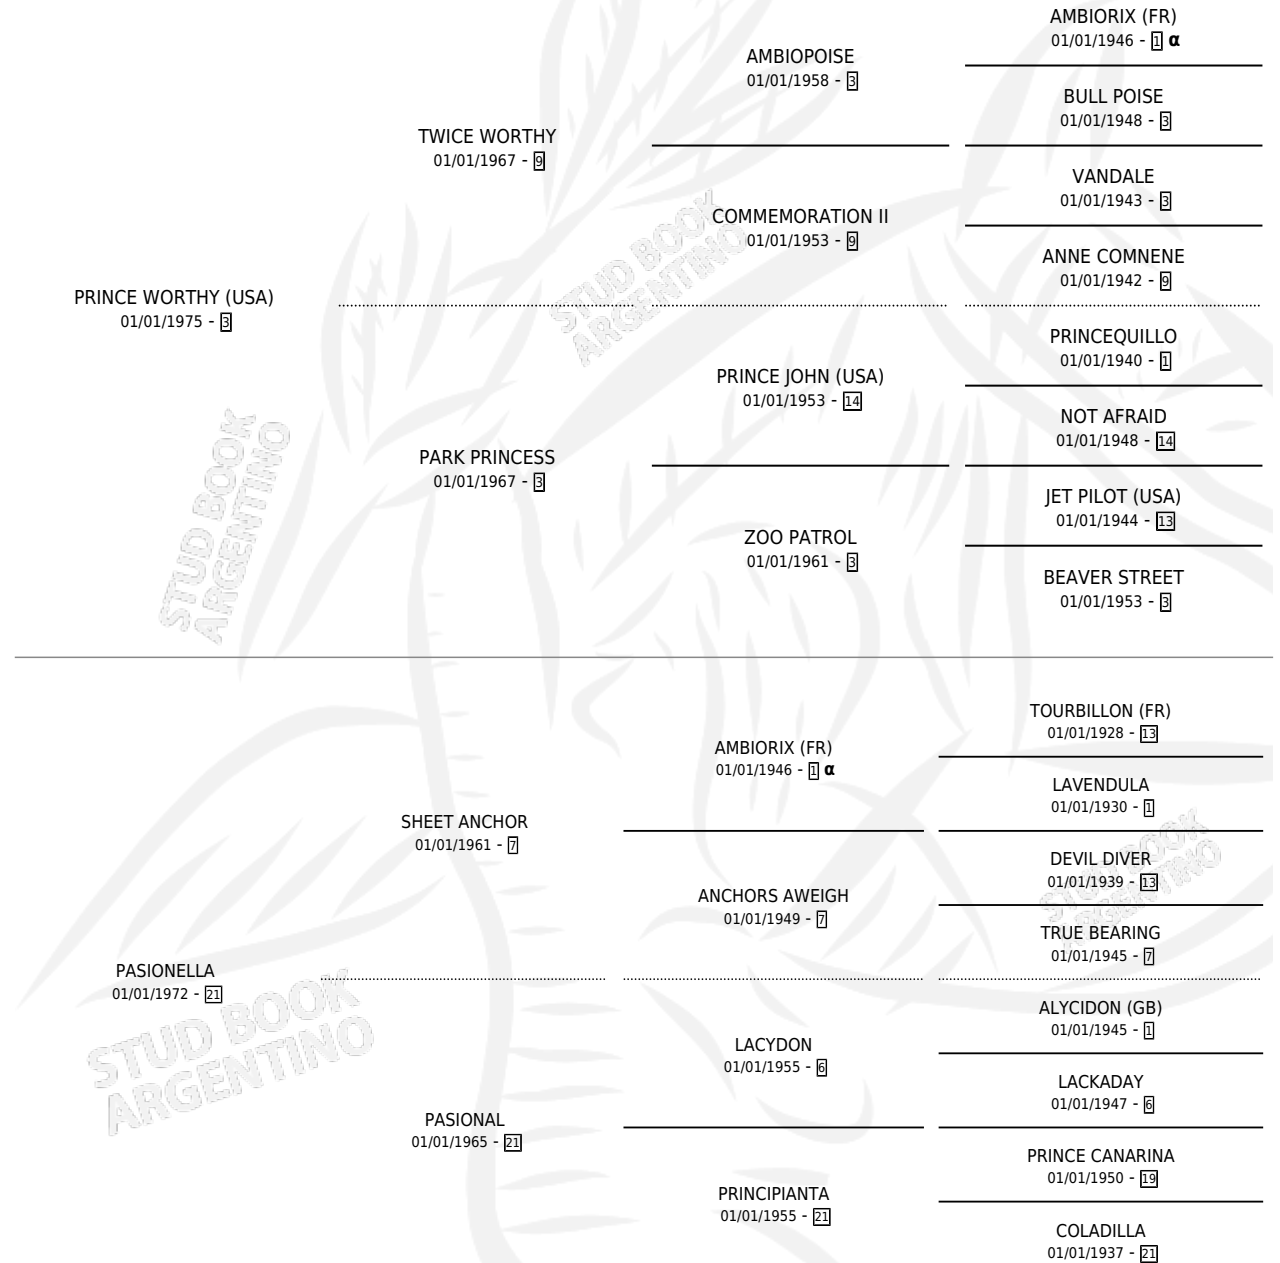 AMBIORIX (FR)
01/01/1946 - 1 α
AMBIOPOISE
01/01/1958 - 3
BULL POISE
01/01/1948 - 3
TWICE WORTHY
01/01/1967 - 9
VANDALE
01/01/1943 - 3
COMMEMORATION II
01/01/1953 - 9
ANNE COMNENE
01/01/1942 - 9
STUD BOOK
ARGENTINO
PRINCE WORTHY (USA)
01/01/1975 - 3
PRINCEQUILLO
01/01/1940 - 1
PRINCE JOHN (USA)
01/01/1953 - 14
NOT AFRAID
01/01/1948 - 14
PARK PRINCESS
01/01/1967 - 3
JET PILOT (USA)
01/01/1944 - 13
ZOO PATROL
01/01/1961 - 3
BEAVER STREET
01/01/1953 - 3
STUD BOOK
ARGENTINO
TOURBILLON (FR)
01/01/1928 - 13
AMBIORIX (FR)
01/01/1946 - 1 α
LAVENDULA
01/01/1930 - 1
SHEET ANCHOR
01/01/1961 - 7
DEVIL DIVER
01/01/1939 - 13
STUD BOOK
ARGENTINO
ANCHORS AWEIGH
01/01/1949 - 7
TRUE BEARING
01/01/1945 - 7
PASIONELLA
01/01/1972 - 21
STUD BOOK
ARGENTINO
ALYCIDON (GB)
01/01/1945 - 1
LACYDON
01/01/1955 - 6
LACKADAY
01/01/1947 - 6
PASIONAL
01/01/1965 - 21
PRINCE CANARINA
01/01/1950 - 19
PRINCIPIANTA
01/01/1955 - 21
COLADILLA
01/01/1937 - 21